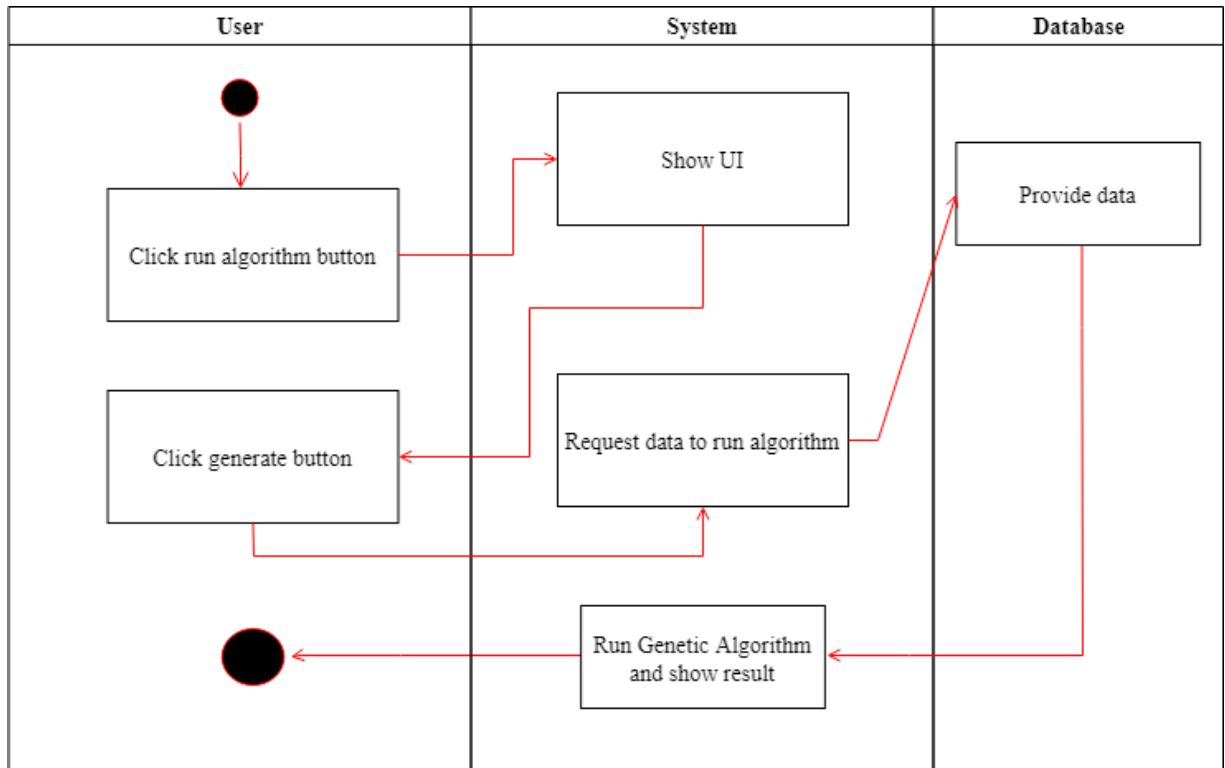 User
System
Database
Show UI
Provide data
Click run algorithm button
Request data to run algorithm
Click generate button
Run Genetic Algorithm
and show result